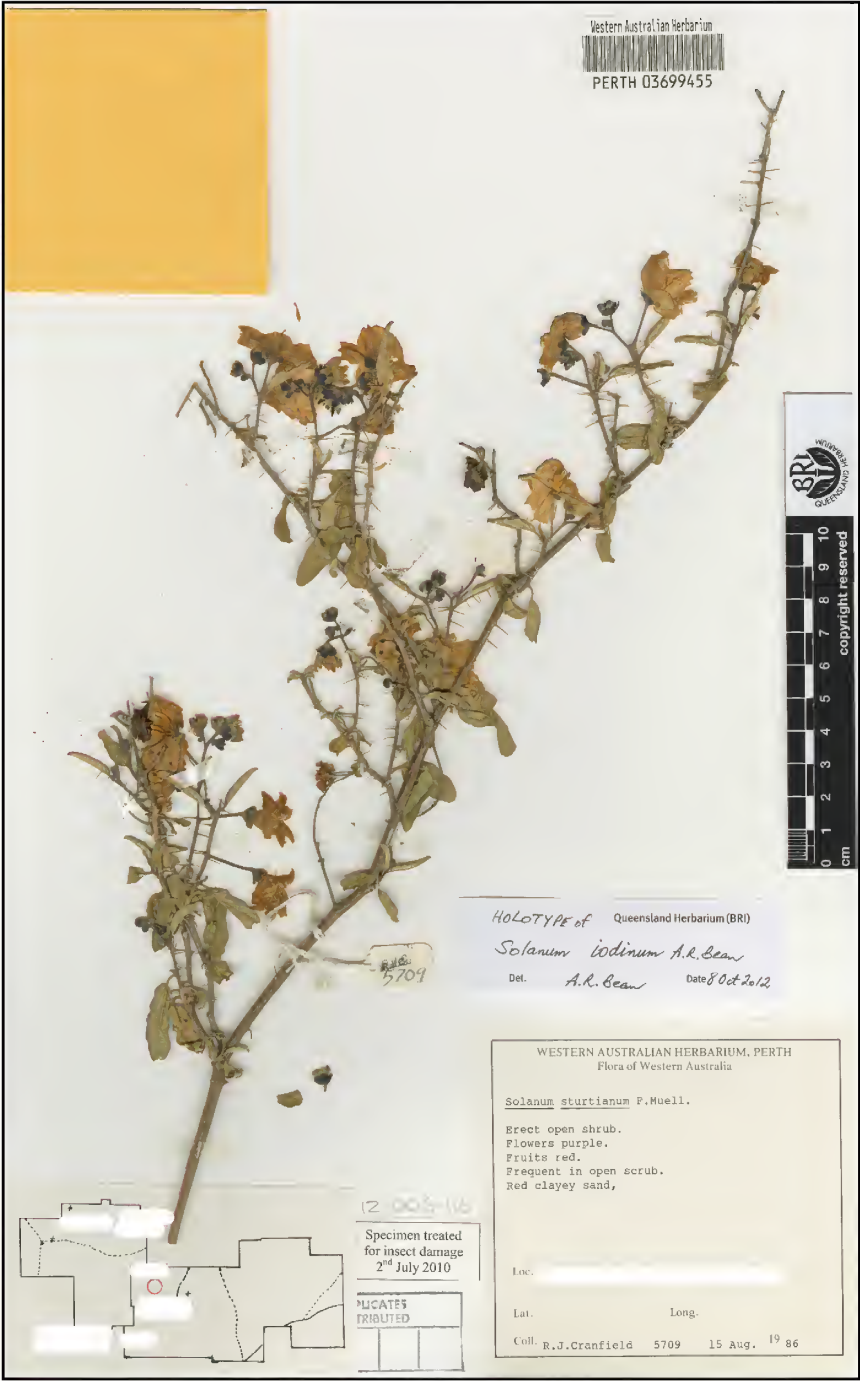 Western Australian Herbarium
PERTH 03699455
BRI
QUEENSLAND HERBARIUM
copyright reserved
0 1 2 3 4 5 6 7 8 9 10
cm
5709
HOLOTYPE of Queensland Herbarium (BRI)
Solanum iodinum A.R.Bean
Det. A.R.Bean Date 8 Oct 2012
WESTERN AUSTRALIAN HERBARIUM, PERTH
Flora of Western Australia
Solanum sturtianum F.Muell.
Erect open shrub.
Flowers purple.
Fruits red.
Frequent in open scrub.
Red clayey sand,
Loc.
Lat. Long.
Coll. R.J.Cranfield 5709 15 Aug. 19 86
Specimen treated
for insect damage
2nd July 2010
PLICATES
TRIBUTED